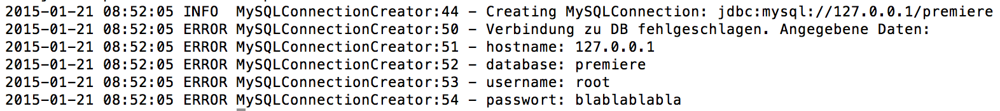 2015-01-21 08:52:05 INFO  MySQLConnectionCreator:44 – Creating MySQLConnection: jdbc:mysql://127.0.0.1/premiere
2015-01-21 08:52:05 ERROR MySQLConnectionCreator:50 – Verbindung zu DB fehlgeschlagen. Angegebene Daten:
2015-01-21 08:52:05 ERROR MySQLConnectionCreator:51 – hostname: 127.0.0.1
2015-01-21 08:52:05 ERROR MySQLConnectionCreator:52 – database: premiere
2015-01-21 08:52:05 ERROR MySQLConnectionCreator:53 – username: root
2015-01-21 08:52:05 ERROR MySQLConnectionCreator:54 – passwort: blablablabla